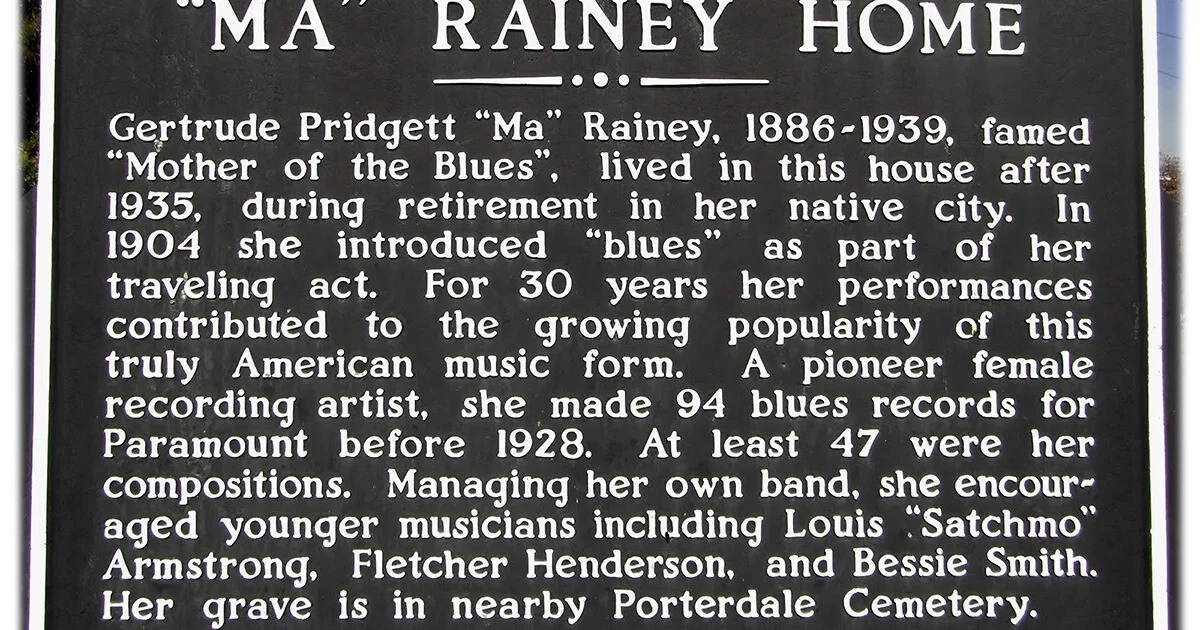 “MA” RAINEY HOME
Gertrude Pridgett “Ma” Rainey, 1886-1939, famed
“Mother of the Blues”, lived in this house after
1935, during retirement in her native city. In
1904 she introduced “blues” as part of her
traveling act. For 30 years her performances
contributed to the growing popularity of this
truly American music form. A pioneer female
recording artist, she made 94 blues records for
Paramount before 1928. At least 47 were her
compositions. Managing her own band, she encour-
aged younger musicians including Louis “Satchmo”
Armstrong, Fletcher Henderson, and Bessie Smith.
Her grave is in nearby Porterdale Cemetery.